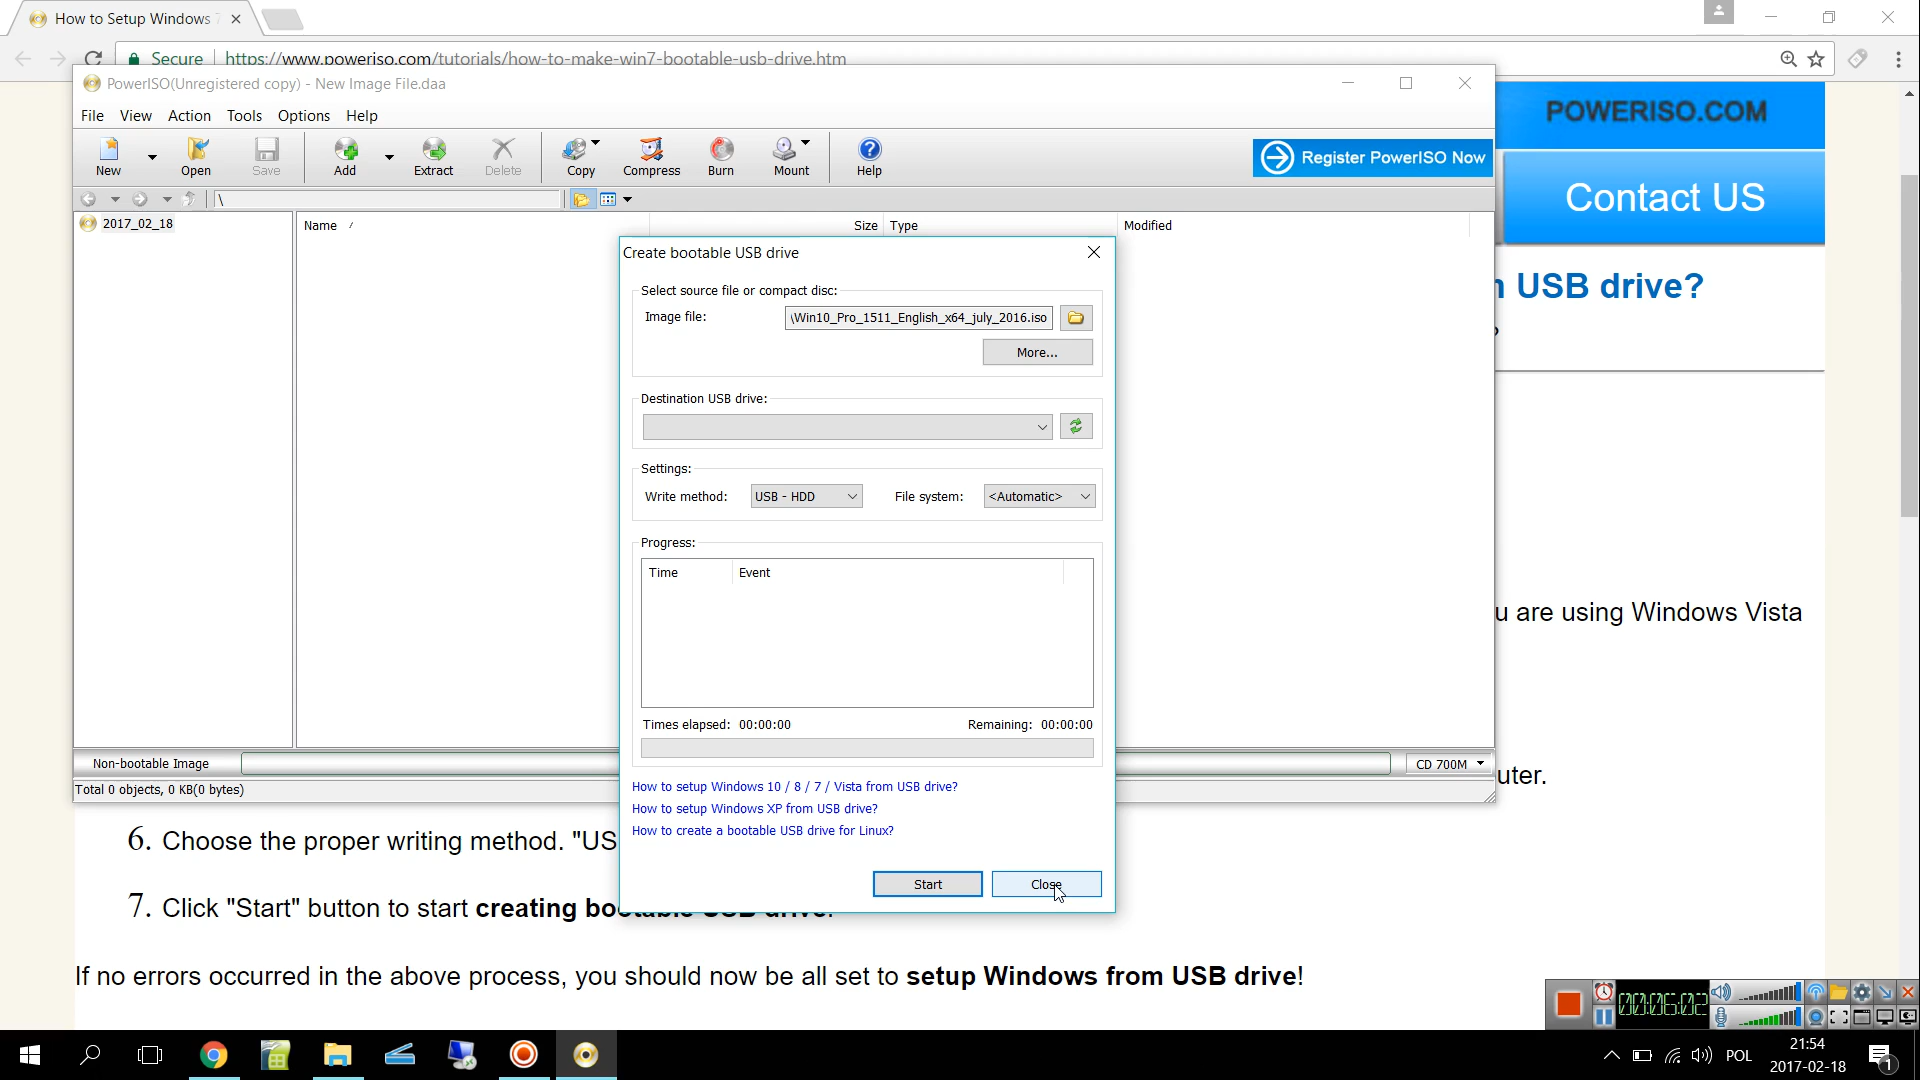 How to Setup Windows 7
Secure
https://www.poweriso.com/tutorials/how-to-make-win7-bootable-usb-drive.htm
PowerISO(Unregistered copy) - New Image File.daa
File View Action Tools Options Help
New Open Save Add Extract Delete Copy Compress Burn Mount Help
Register PowerISO Now
POWERISO.COM
Contact US
\
2017_02_18
Name / Size Type Modified
USB drive?
Create bootable USB drive
Select source file or compact disc:
Image file: \Win10_Pro_1511_English_x64_july_2016.iso
More...
Destination USB drive:
Settings:
Write method: USB - HDD File system: <Automatic>
Progress:
Time Event
u are using Windows Vista
Times elapsed: 00:00:00 Remaining: 00:00:00
Non-bootable Image
CD 700M
uter.
Total 0 objects, 0 KB(0 bytes)
How to setup Windows 10 / 8 / 7 / Vista from USB drive?
How to setup Windows XP from USB drive?
How to create a bootable USB drive for Linux?
Start Close
6. Choose the proper writing method. "US
7. Click "Start" button to start creating bootable USB drive.
If no errors occurred in the above process, you should now be all set to setup Windows from USB drive!
00:06:02
POL
21:54
2017-02-18
1